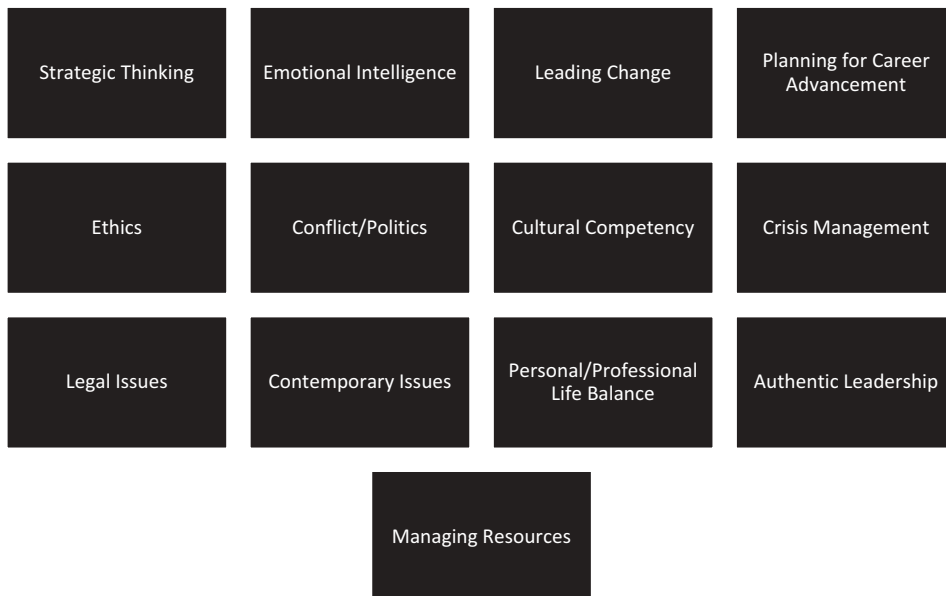 Strategic Thinking
Emotional Intelligence
Leading Change
Planning for Career
Advancement
Ethics
Conflict/Politics
Cultural Competency
Crisis Management
Legal Issues
Contemporary Issues
Personal/Professional
Life Balance
Authentic Leadership
Managing Resources